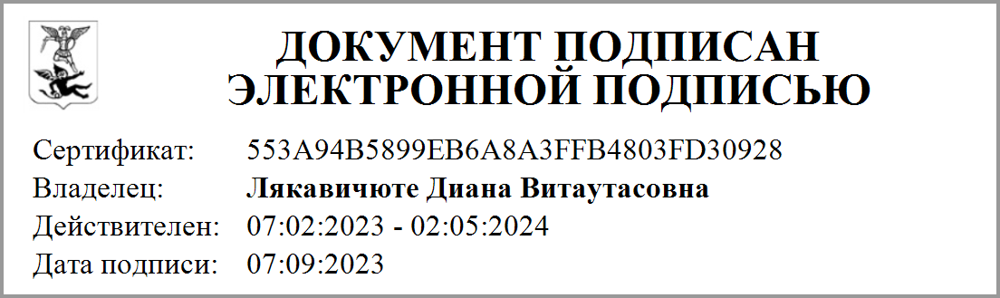 ДОКУМЕНТ ПОДПИСАН
ЭЛЕКТРОННОЙ ПОДПИСЬЮ
Сертификат: 553A94B5899EB6A8A3FFB4803FD30928
Владелец: Лякавичюте Диана Витаутасовна
Действителен: 07:02:2023 - 02:05:2024
Дата подписи: 07:09:2023